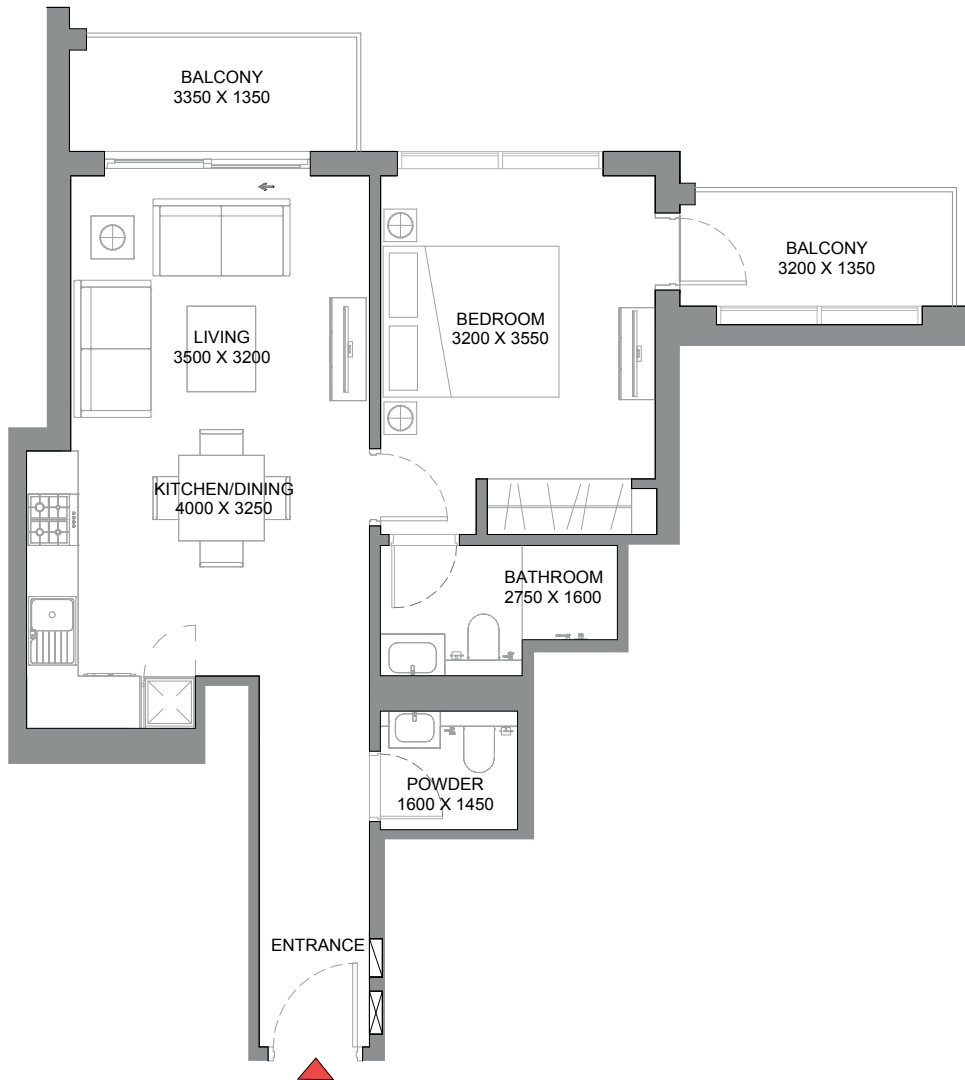 BALCONY
3350 X 1350
BALCONY
3200 X 1350
BEDROOM
3200 X 3550
LIVING
3500 X 3200
KITCHEN/DINING
4000 X 3250
BATHROOM
2750 X 1600
POWDER
1600 X 1450
ENTRANCE